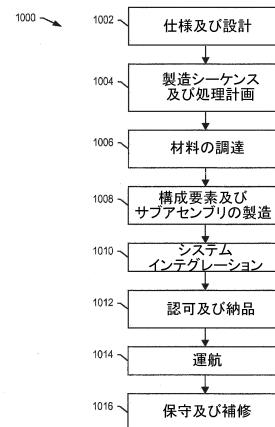 1000
1002
仕様及び設計
1004
製造シーケンス
及び処理計画
1006
材料の調達
1008
構成要素及び
サブアセンブリの製造
1010
システム
インテグレーション
1012
認可及び納品
1014
運航
1016
保守及び補修